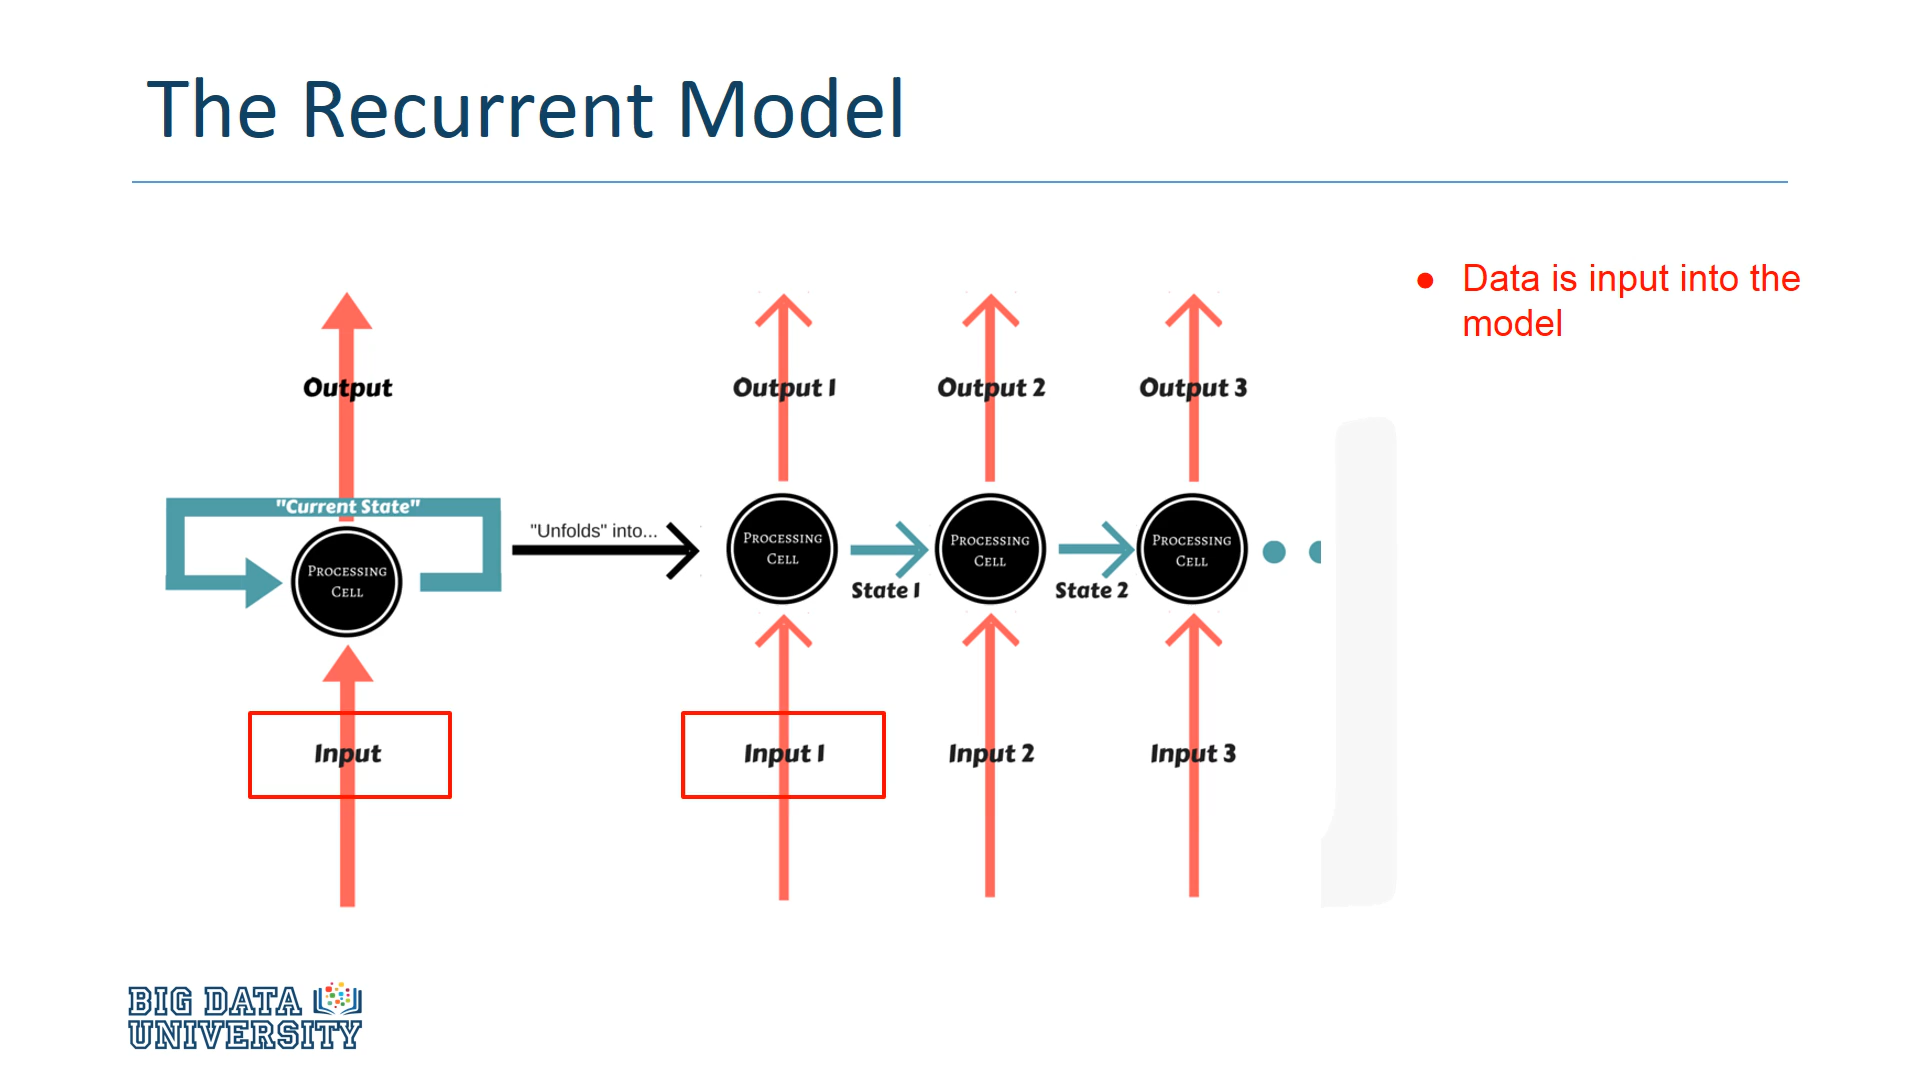 The Recurrent Model
Data is input into the
model
Output
Output 1
Output 2
Output 3
"Current State"
"Unfolds" into...
Processing
Cell
Processing
Cell
Processing
Cell
Processing
Cell
State 1
State 2
Input
Input 1
Input 2
Input 3
BIG DATA
UNIVERSITY